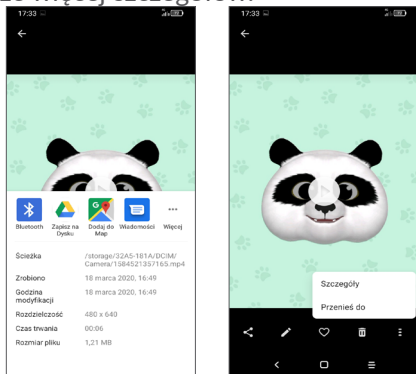 17:33
Bluetooth
Zapisz na Dysku
Dodaj do Map
Wiadomości
Więcej
Ścieżka
/storage/32A5-181A/DCIM/
Camera/1584521357165.mp4
Zrobiono
18 marca 2020, 16:49
Godzina
modyfikacji
18 marca 2020, 16:49
Rozdzielczość
480 x 640
Czas trwania
00:06
Rozmiar pliku
1,21 MB
17:33
Szczegóły
Przenieś do